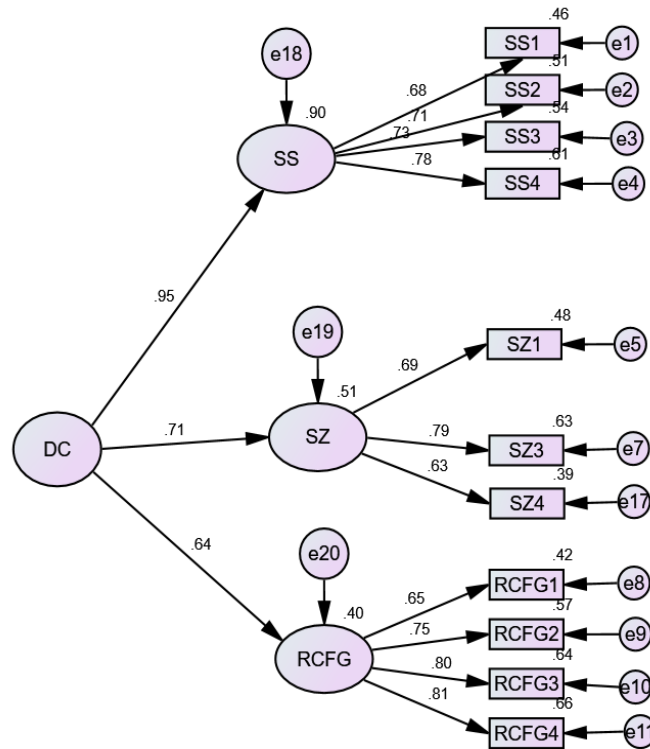 .46
e18
SS1
e1
.51
.68
.90
SS2
e2
.71
.54
.73
SS
SS3
e3
.78
.61
SS4
e4
.95
.48
e19
SZ1
e5
.69
.51
.71
.79
.63
DC
SZ
SZ3
e7
.63
.39
SZ4
e17
.64
.42
e20
.65
RCFG1
e8
.40
.57
.75
RCFG2
e9
RCFG
.80
.64
RCFG3
e10
.81
.66
RCFG4
e11